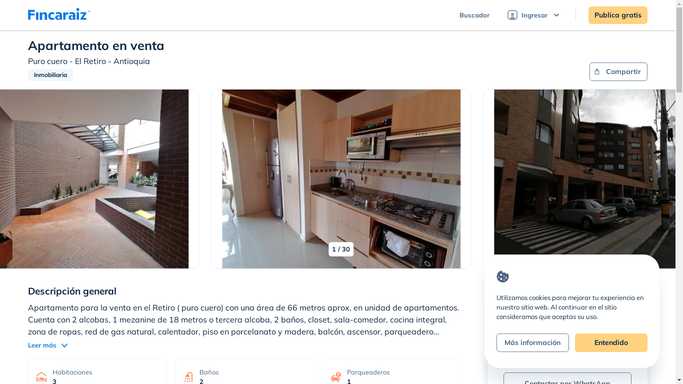 Fincaraiz
Buscador
Ingresar
Publica gratis
Apartamento en venta
Puro cuero - El Retiro - Antioquia
Inmobiliaria
Compartir
1 / 30
Descripción general
Apartamento para la venta en el Retiro ( puro cuero) con una área de 66 metros aprox, en unidad de apartamentos.
Cuenta con 2 alcobas, 1 mezanine de 18 metros o tercera alcoba, 2 baños, closet, sala-comedor, cocina integral,
zona de ropas, red de gas natural, calentador, piso en porcelanato y madera, balcón, ascensor, parqueadero...
Leer más
Habitaciones
3
Baños
2
Parqueaderos
1
Utilizamos cookies para mejorar tu experiencia en
nuestro sitio web. Al continuar en el sitio
consideramos que aceptas su uso.
Más información
Entendido
Contactar por WhatsApp